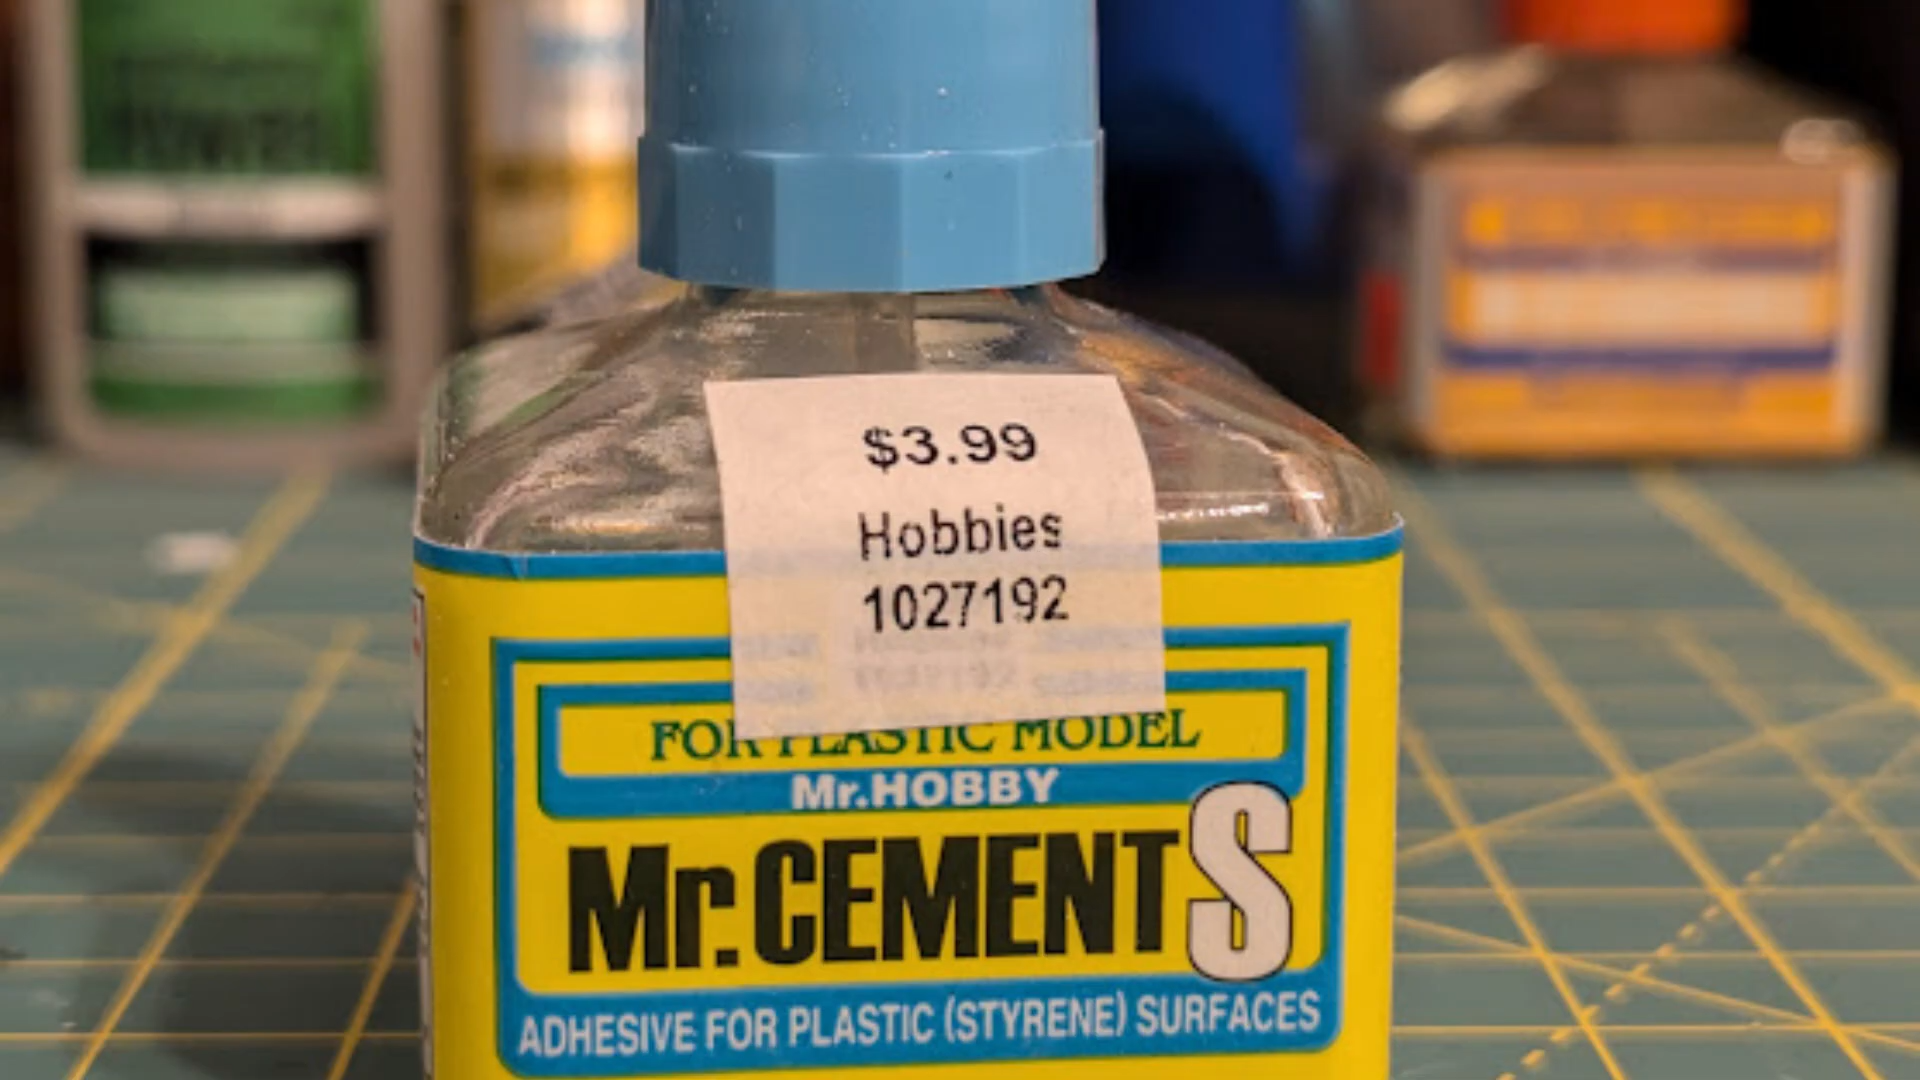 $3.99
Hobbies
1027192
FOR PLASTIC MODEL
Mr.HOBBY
Mr.CEMENT S
ADHESIVE FOR PLASTIC (STYRENE) SURFACES